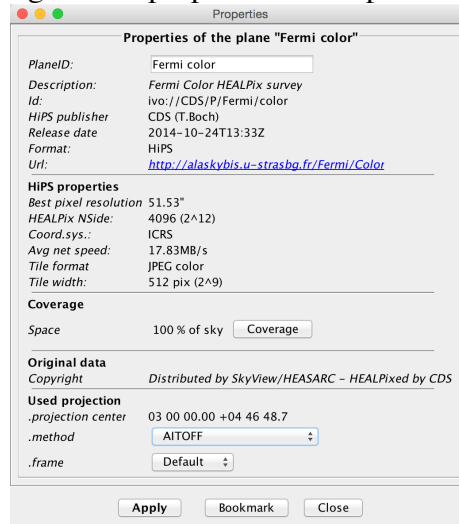 Properties
Properties of the plane "Fermi color"
PlaneID: Fermi color
Description: Fermi Color HEALPix survey
Id: ivo://CDS/P/Fermi/color
HiPS publisher CDS (T.Boch)
Release date 2014-10-24T13:33Z
Format: HiPS
Url: http://alaskybis.u-strasbg.fr/Fermi/Color
HiPS properties
Best pixel resolution 51.53"
HEALPix NSide: 4096 (2^12)
Coord.sys.: ICRS
Avg net speed: 17.83MB/s
Tile format JPEG color
Tile width: 512 pix (2^9)
Coverage
Space 100 % of sky Coverage
Original data
Copyright Distributed by SkyView/HEASARC - HEALPixed by CDS
Used projection
.projection center 03 00 00.00 +04 46 48.7
.method AITOFF
.frame Default
Apply Bookmark Close